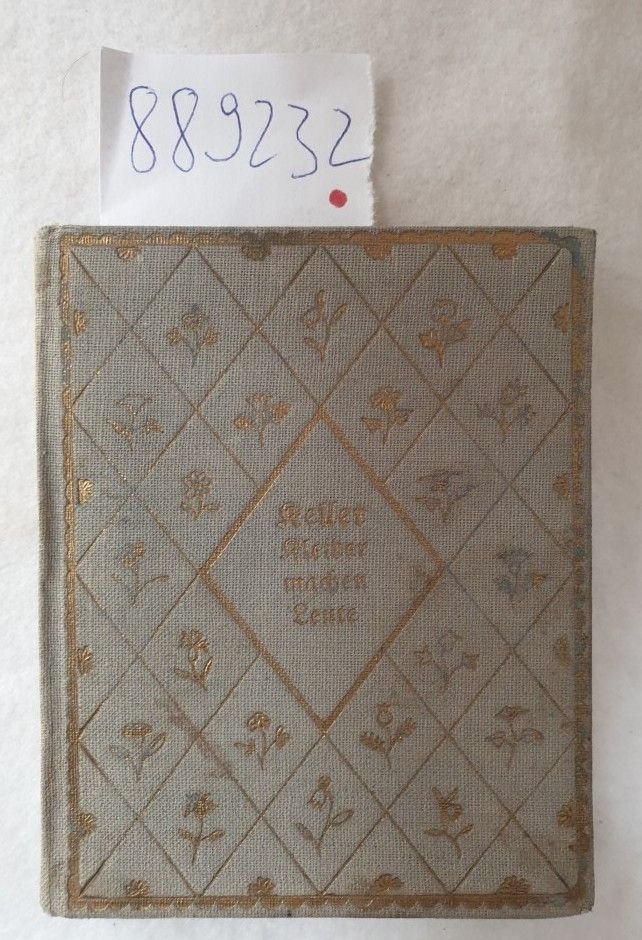 889232
Keller
Kleider
machen
Leute